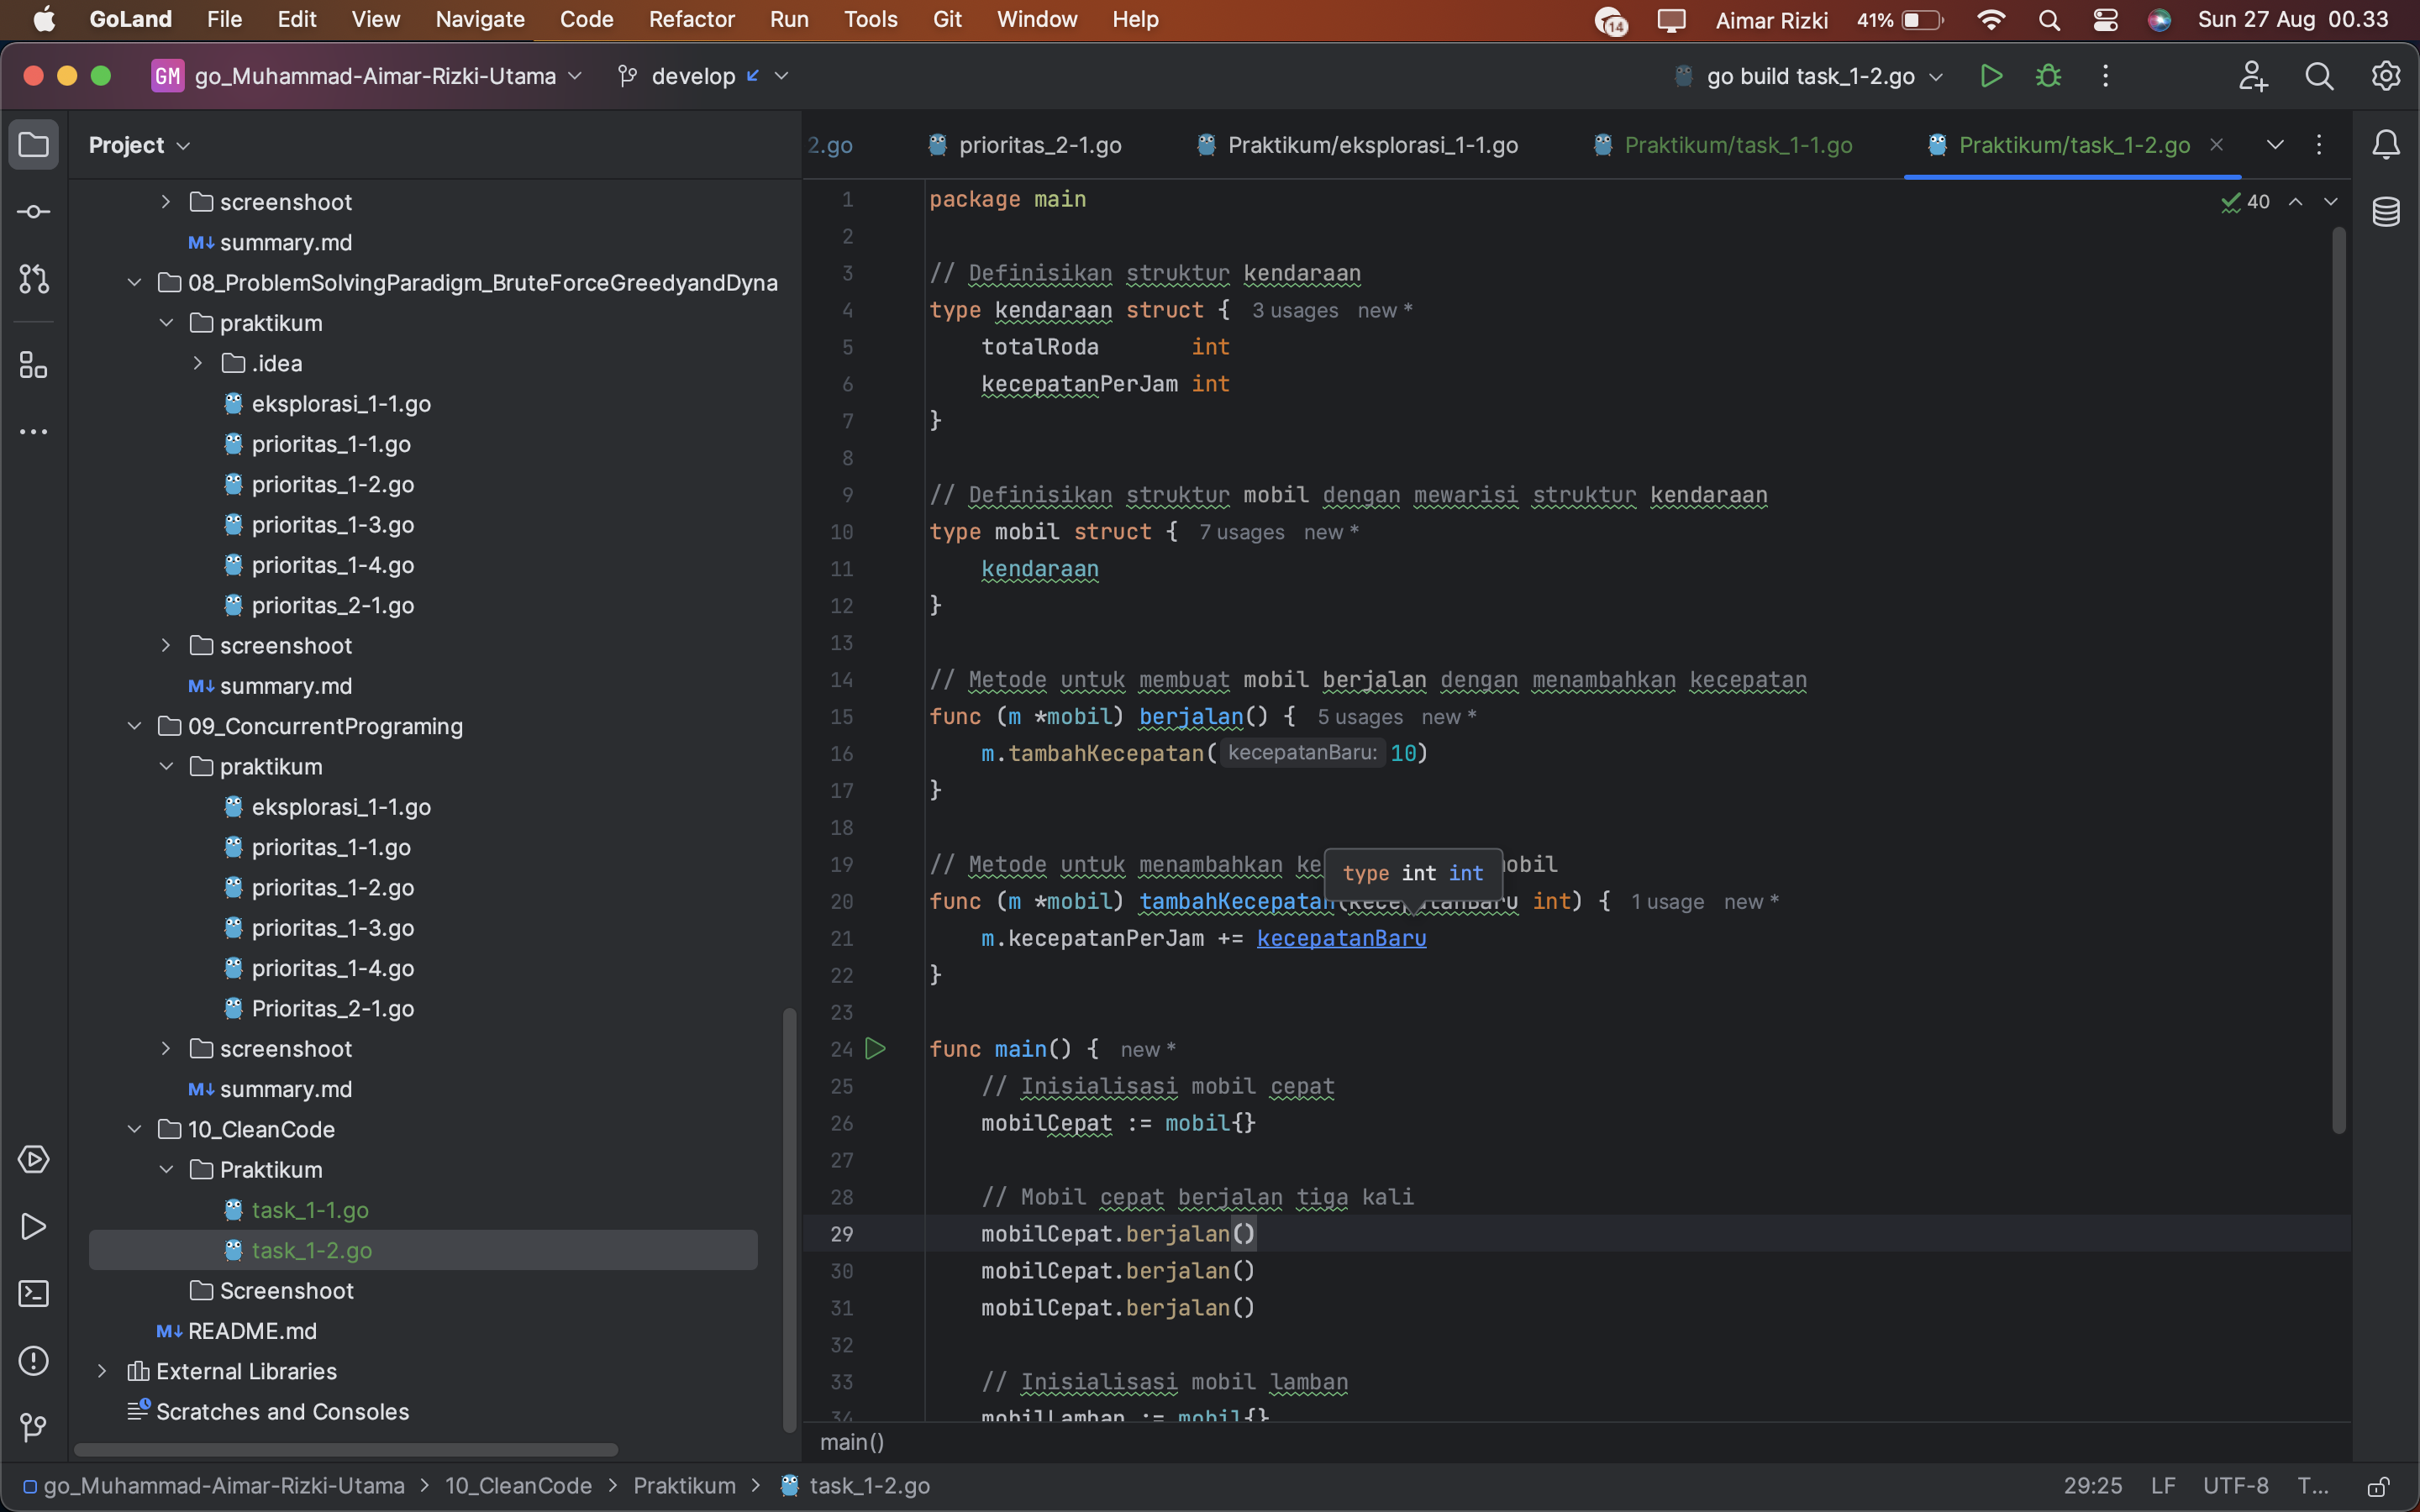 GoLand File Edit View Navigate Code Refactor Run Tools Git Window Help 14 Aimar Rizki 41% Sun 27 Aug 00.33
GM go_Muhammad-Aimar-Rizki-Utama develop go build task_1-2.go
Project
screenshoot
M↓ summary.md
08_ProblemSolvingParadigm_BruteForceGreedyandDyna
praktikum
.idea
eksplorasi_1-1.go
prioritas_1-1.go
prioritas_1-2.go
prioritas_1-3.go
prioritas_1-4.go
prioritas_2-1.go
screenshoot
M↓ summary.md
09_ConcurrentPrograming
praktikum
eksplorasi_1-1.go
prioritas_1-1.go
prioritas_1-2.go
prioritas_1-3.go
prioritas_1-4.go
Prioritas_2-1.go
screenshoot
M↓ summary.md
10_CleanCode
Praktikum
task_1-1.go
task_1-2.go
Screenshoot
M↓ README.md
External Libraries
Scratches and Consoles
2.go prioritas_2-1.go Praktikum/eksplorasi_1-1.go Praktikum/task_1-1.go Praktikum/task_1-2.go
40
1 package main
2
3 // Definisikan struktur kendaraan
4 type kendaraan struct { 3 usages new *
5 totalRoda int
6 kecepatanPerJam int
7 }
8
9 // Definisikan struktur mobil dengan mewarisi struktur kendaraan
10 type mobil struct { 7 usages new *
11 kendaraan
12 }
13
14 // Metode untuk membuat mobil berjalan dengan menambahkan kecepatan
15 func (m *mobil) berjalan() { 5 usages new *
16 m.tambahKecepatan( kecepatanBaru: 10)
17 }
18
19 // Metode untuk menambahkan ke obil
type int int
20 func (m *mobil) tambahKecepatan(kecepatanBaru int) { 1 usage new *
21 m.kecepatanPerJam += kecepatanBaru
22 }
23
24 func main() { new *
25 // Inisialisasi mobil cepat
26 mobilCepat := mobil{}
27
28 // Mobil cepat berjalan tiga kali
29 mobilCepat.berjalan()
30 mobilCepat.berjalan()
31 mobilCepat.berjalan()
32
33 // Inisialisasi mobil lamban
34 mobilLamban := mobil{}
main()
go_Muhammad-Aimar-Rizki-Utama > 10_CleanCode > Praktikum > task_1-2.go 29:25 LF UTF-8 T...